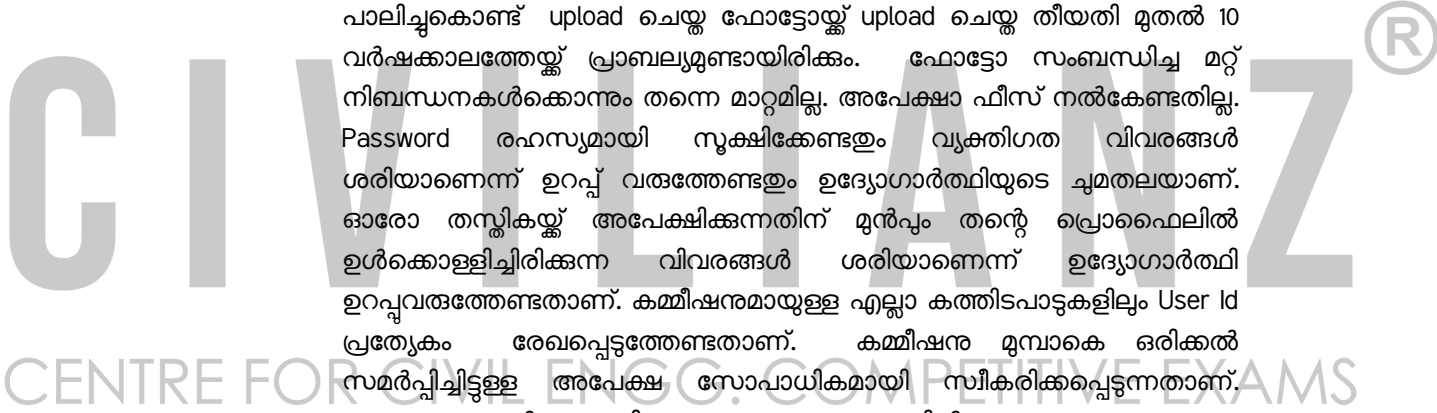 പാലിച്ചുകൊണ്ട് upload ചെയ്ത ഫോട്ടോയ്ക്ക് upload ചെയ്ത തീയതി മുതൽ 10
വർഷക്കാലത്തേയ്ക്ക് പ്രാബല്യമുണ്ടായിരിക്കും. ഫോട്ടോ സംബന്ധിച്ച മറ്റ്
നിബന്ധനകൾക്കൊന്നും തന്നെ മാറ്റമില്ല. അപേക്ഷാ ഫീസ് നൽകേണ്ടതില്ല.
Password രഹസ്യമായി സൂക്ഷിക്കേണ്ടതും വ്യക്തിഗത വിവരങ്ങൾ
ശരിയാണെന്ന് ഉറപ്പ് വരുത്തേണ്ടതും ഉദ്യോഗാർത്ഥിയുടെ ചുമതലയാണ്.
ഓരോ തസ്തികയ്ക്ക് അപേക്ഷിക്കുന്നതിന് മുൻപും തന്റെ പ്രൊഫൈലിൽ
ഉൾക്കൊള്ളിച്ചിരിക്കുന്ന വിവരങ്ങൾ ശരിയാണെന്ന് ഉദ്യോഗാർത്ഥി
ഉറപ്പുവരുത്തേണ്ടതാണ്. കമ്മീഷനുമായുള്ള എല്ലാ കത്തിടപാടുകളിലും User Id
പ്രത്യേകം രേഖപ്പെടുത്തേണ്ടതാണ്. കമ്മീഷനു മുമ്പാകെ ഒരിക്കൽ
സമർപ്പിച്ചിട്ടുള്ള അപേക്ഷ സോപാധികമായി സ്വീകരിക്കപ്പെടുന്നതാണ്.
CIVILIANZ ®
CENTRE FOR CIVIL ENGG. COMPETITIVE EXAMS